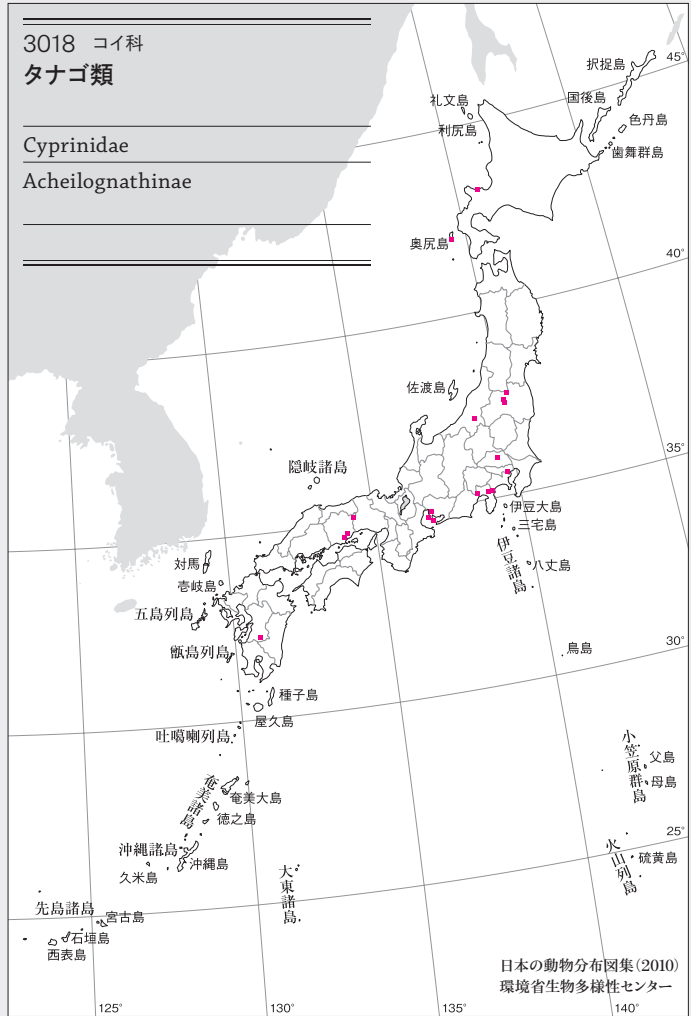 3018 コイ科
タナゴ類
Cyprinidae
Acheilognathinae
45°
択捉島
礼文島
国後島
色丹島
利尻島
歯舞群島
奥尻島
40°
佐渡島
35°
隠岐諸島
伊豆大島
三宅島
伊豆諸島
八丈島
対馬
壱岐島
五島列島
甑島列島
鳥島
30°
種子島
屋久島
吐噶喇列島
小笠原群島
父島
母島
奄美諸島
奄美大島
徳之島
25°
沖縄諸島
沖縄島
久米島
火山列島
硫黄島
大東諸島
先島諸島
宮古島
石垣島
西表島
日本の動物分布図集(2010)
環境省生物多様性センター
125°
130°
135°
140°